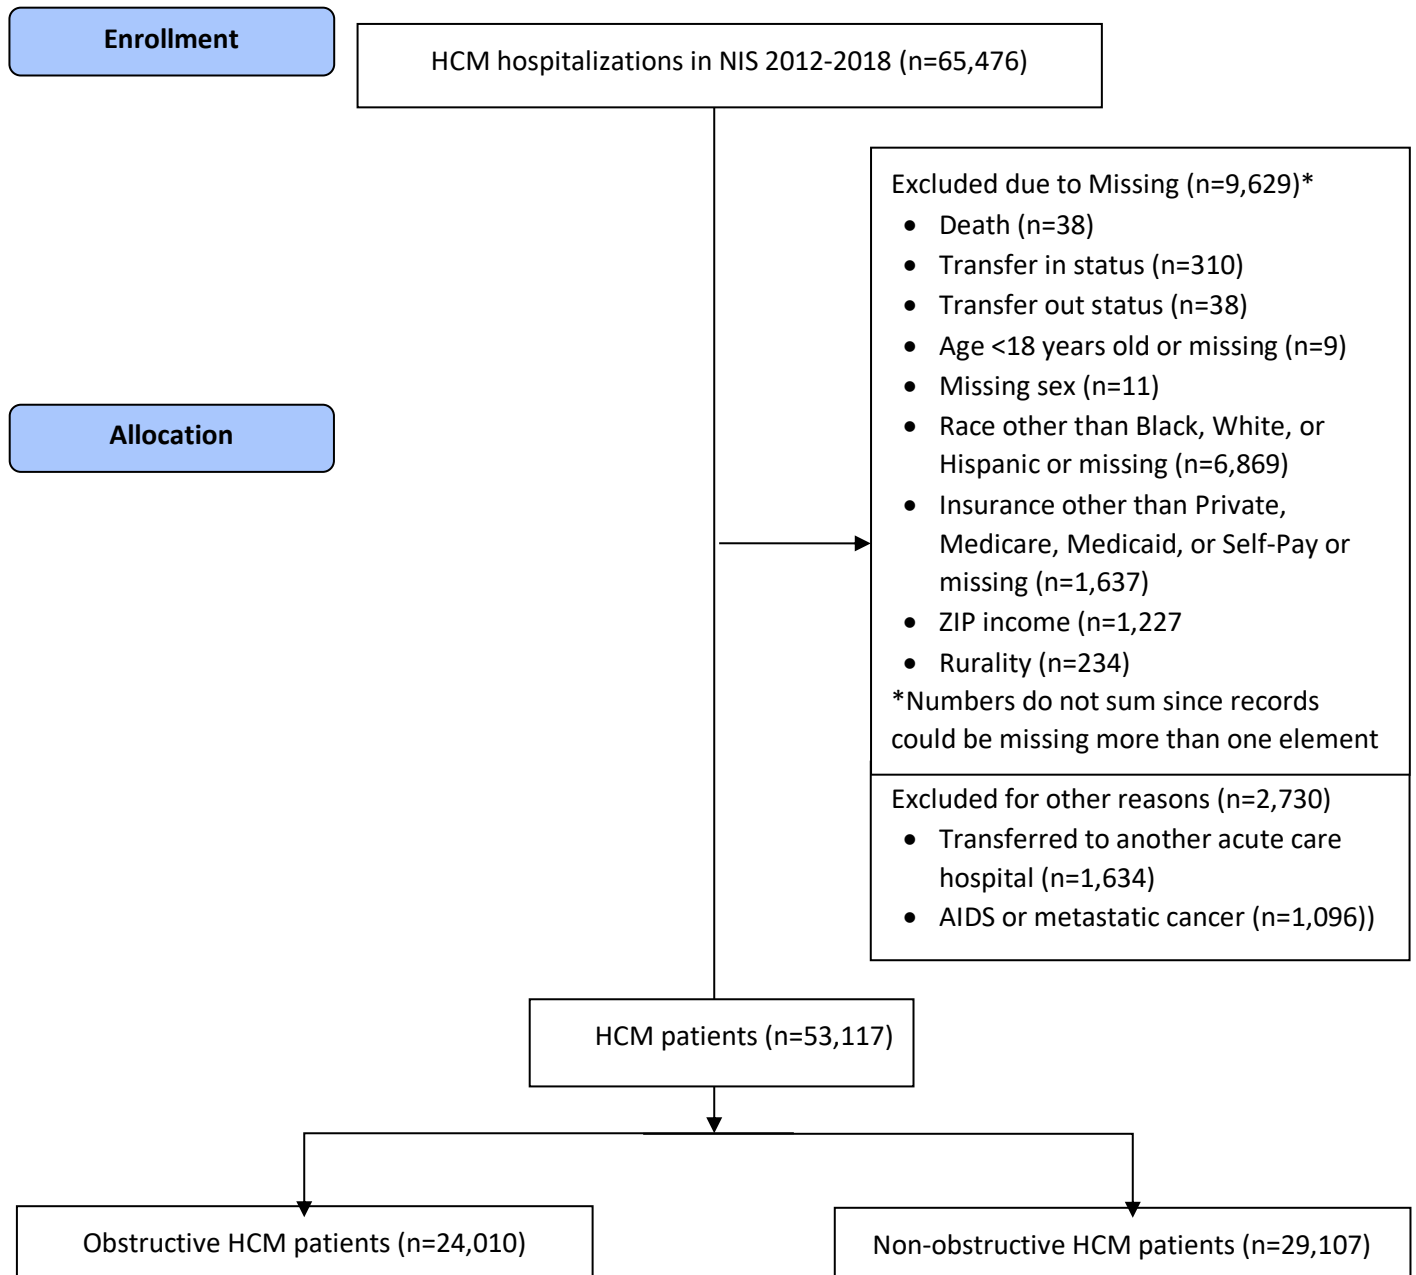 Enrollment
HCM hospitalizations in NIS 2012-2018 (n=65,476)
Excluded due to Missing (n=9,629)*
• Death (n=38)
• Transfer in status (n=310)
• Transfer out status (n=38)
• Age <18 years old or missing (n=9)
• Missing sex (n=11)
• Race other than Black, White, or
Hispanic or missing (n=6,869)
• Insurance other than Private,
Medicare, Medicaid, or Self-Pay or
missing (n=1,637)
• ZIP income (n=1,227
• Rurality (n=234)
*Numbers do not sum since records
could be missing more than one element
Allocation
Excluded for other reasons (n=2,730)
• Transferred to another acute care
hospital (n=1,634)
• AIDS or metastatic cancer (n=1,096))
HCM patients (n=53,117)
Obstructive HCM patients (n=24,010)
Non-obstructive HCM patients (n=29,107)